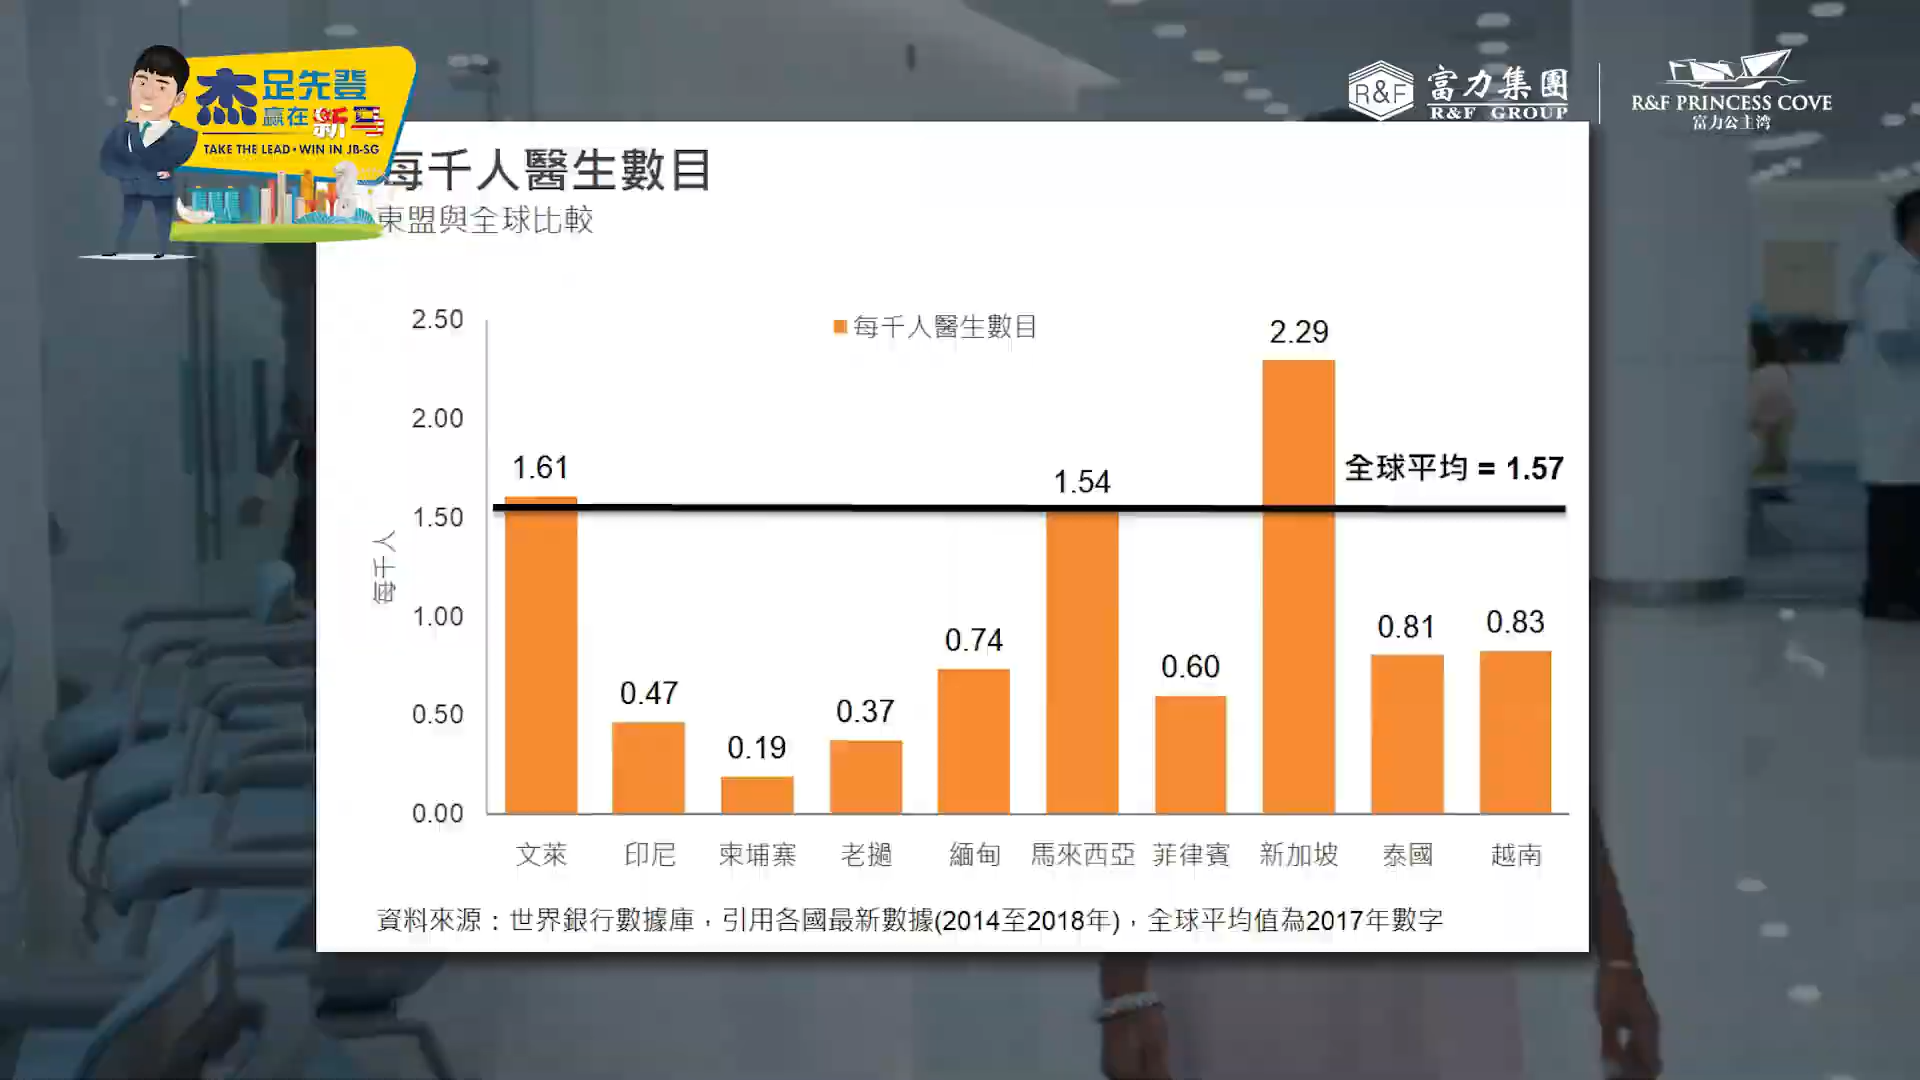 杰足先登
贏在新马
TAKE THE LEAD • WIN IN JB-SG
R&F
富力集團
R&F GROUP
R&F PRINCESS COVE
富力公主湾
每千人醫生數目
東盟與全球比較
每千人醫生數目
每千人
2.50
2.00
1.50
1.00
0.50
0.00
1.61
0.47
0.19
0.37
0.74
1.54
0.60
2.29
0.81
0.83
全球平均 = 1.57
文萊 印尼 柬埔寨 老撾 緬甸 馬來西亞 菲律賓 新加坡 泰國 越南
資料來源：世界銀行數據庫，引用各國最新數據(2014至2018年)，全球平均值為2017年數字